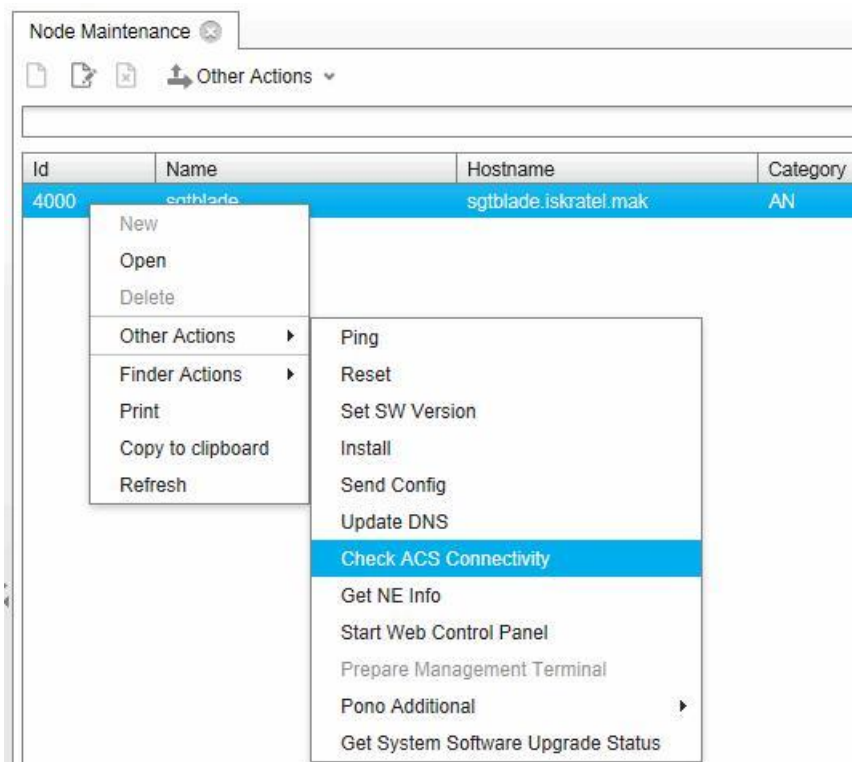 Node Maintenance
Other Actions
Id Name Hostname Category
4000 sgtblade sgtblade.iskratel.mak AN
New
Open
Delete
Other Actions
Finder Actions
Print
Copy to clipboard
Refresh
Ping
Reset
Set SW Version
Install
Send Config
Update DNS
Check ACS Connectivity
Get NE Info
Start Web Control Panel
Prepare Management Terminal
Pono Additional
Get System Software Upgrade Status